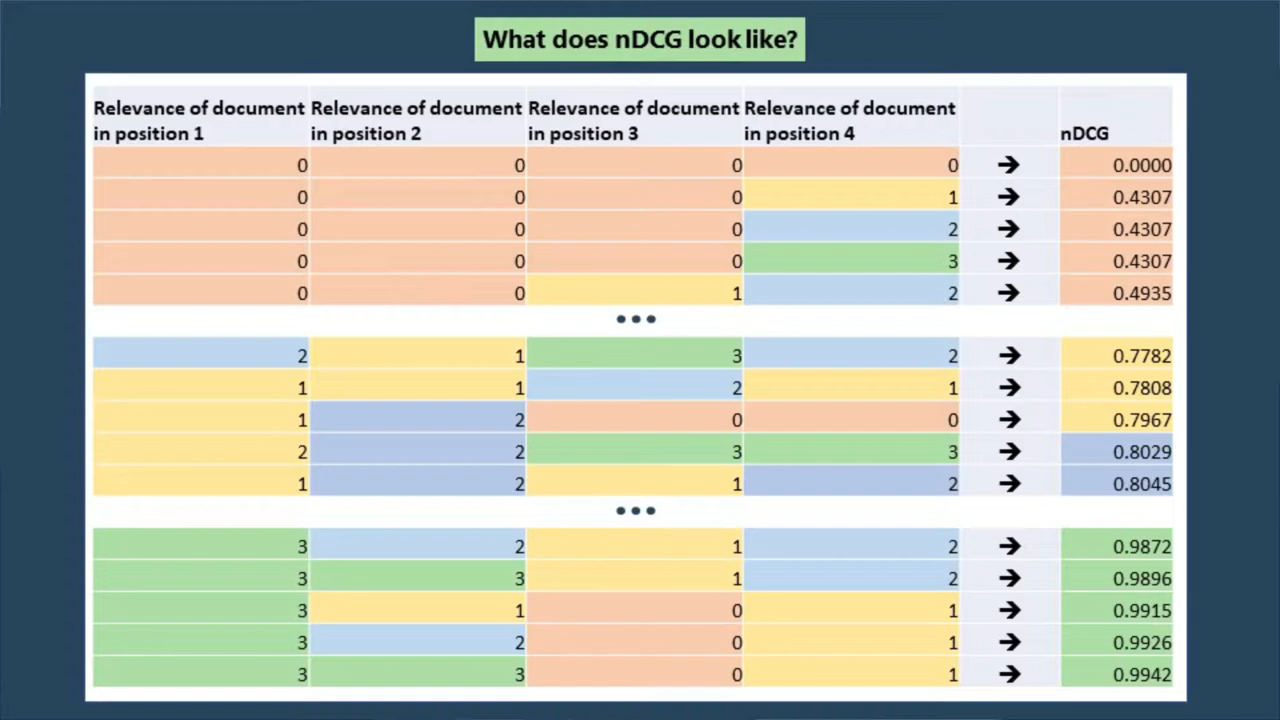 What does nDCG look like?
Relevance of document Relevance of document Relevance of document Relevance of document
in position 1 in position 2 in position 3 in position 4 nDCG
0 0 0 0 → 0.0000
0 0 0 1 → 0.4307
0 0 0 2 → 0.4307
0 0 0 3 → 0.4307
0 0 1 2 → 0.4935
•••
2 1 3 2 → 0.7782
1 1 2 1 → 0.7808
1 2 0 0 → 0.7967
2 2 3 3 → 0.8029
1 2 1 2 → 0.8045
•••
3 2 1 2 → 0.9872
3 3 1 2 → 0.9896
3 1 0 1 → 0.9915
3 2 0 1 → 0.9926
3 3 0 1 → 0.9942